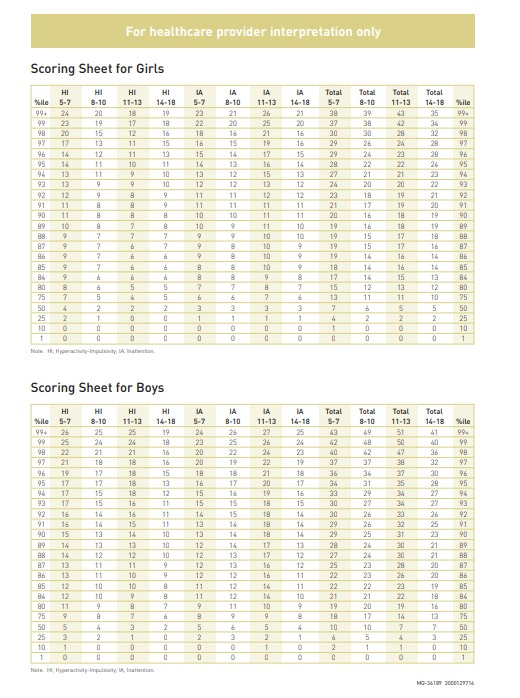 For healthcare provider interpretation only
Scoring Sheet for Girls
HI HI HI HI IA IA IA IA Total Total Total Total
%ile 5-7 8-10 11-13 14-18 5-7 8-10 11-13 14-18 5-7 8-10 11-13 14-18 %ile
99+ 24 20 18 19 23 21 26 21 38 39 43 35 99+
99 23 19 17 18 22 20 25 20 37 38 42 34 99
98 20 15 12 16 18 16 21 16 30 30 28 32 98
97 17 13 11 15 16 15 19 16 29 26 24 28 97
96 14 12 11 13 15 14 17 15 29 24 23 28 96
95 14 11 10 11 14 13 16 14 28 22 22 24 95
94 13 11 9 10 13 12 15 13 27 21 21 23 94
93 13 9 9 10 12 12 13 12 24 20 20 22 93
92 12 9 8 9 11 11 12 12 23 18 19 21 92
91 11 8 8 9 11 11 11 11 21 17 19 20 91
90 11 8 8 8 10 10 11 11 20 16 18 19 90
89 10 8 7 8 10 9 11 10 19 16 18 19 89
88 9 7 7 7 9 9 10 10 19 15 17 18 88
87 9 7 6 7 9 8 10 9 19 15 17 16 87
86 9 7 6 6 9 8 10 9 19 14 16 14 86
85 9 7 6 6 8 8 10 9 18 14 16 14 85
84 9 6 6 6 8 8 9 8 17 14 15 13 84
80 8 6 5 5 7 7 8 7 15 12 13 12 80
75 7 5 4 5 6 6 7 6 13 11 11 10 75
50 4 2 2 2 3 3 3 3 7 6 5 5 50
25 2 1 0 0 1 1 1 1 4 2 2 2 25
10 0 0 0 0 0 0 0 0 1 0 0 0 10
1 0 0 0 0 0 0 0 0 0 0 0 0 1
Note. HI, Hyperactivity-Impulsivity; IA, Inattention.
Scoring Sheet for Boys
HI HI HI HI IA IA IA IA Total Total Total Total
%ile 5-7 8-10 11-13 14-18 5-7 8-10 11-13 14-18 5-7 8-10 11-13 14-18 %ile
99+ 26 25 25 19 24 26 27 25 43 49 51 41 99+
99 25 24 24 18 23 25 26 24 42 48 50 40 99
98 22 21 21 16 20 22 24 23 40 42 47 36 98
97 21 18 18 16 20 19 22 19 37 37 38 32 97
96 19 17 18 15 18 18 21 18 36 34 37 30 96
95 17 17 18 13 16 17 20 17 34 31 35 28 95
94 17 15 18 12 15 16 19 16 33 29 34 27 94
93 17 15 16 11 15 15 18 15 30 27 34 27 93
92 16 14 16 11 14 15 18 14 30 26 33 26 92
91 16 14 15 11 13 14 18 14 29 26 32 25 91
90 15 13 14 10 13 14 18 14 29 25 31 23 90
89 14 13 13 10 12 14 17 13 28 24 30 21 89
88 14 12 12 10 12 13 17 12 27 24 30 21 88
87 13 11 11 9 12 13 16 12 25 23 28 20 87
86 13 11 10 9 12 12 16 11 22 23 26 20 86
85 12 10 10 8 11 12 14 11 22 22 23 19 85
84 12 10 9 8 11 12 14 10 21 21 22 18 84
80 11 9 8 7 9 11 10 9 19 20 19 16 80
75 9 8 7 6 8 9 9 8 18 17 14 13 75
50 5 4 3 2 5 6 5 4 10 10 7 7 50
25 3 2 1 0 2 3 2 1 6 5 4 3 25
10 1 0 0 0 0 0 1 0 2 1 1 0 10
1 0 0 0 0 0 0 0 0 0 0 0 0 1
Note. HI, Hyperactivity-Impulsivity; IA, Inattention.
MG-36189 3000129716